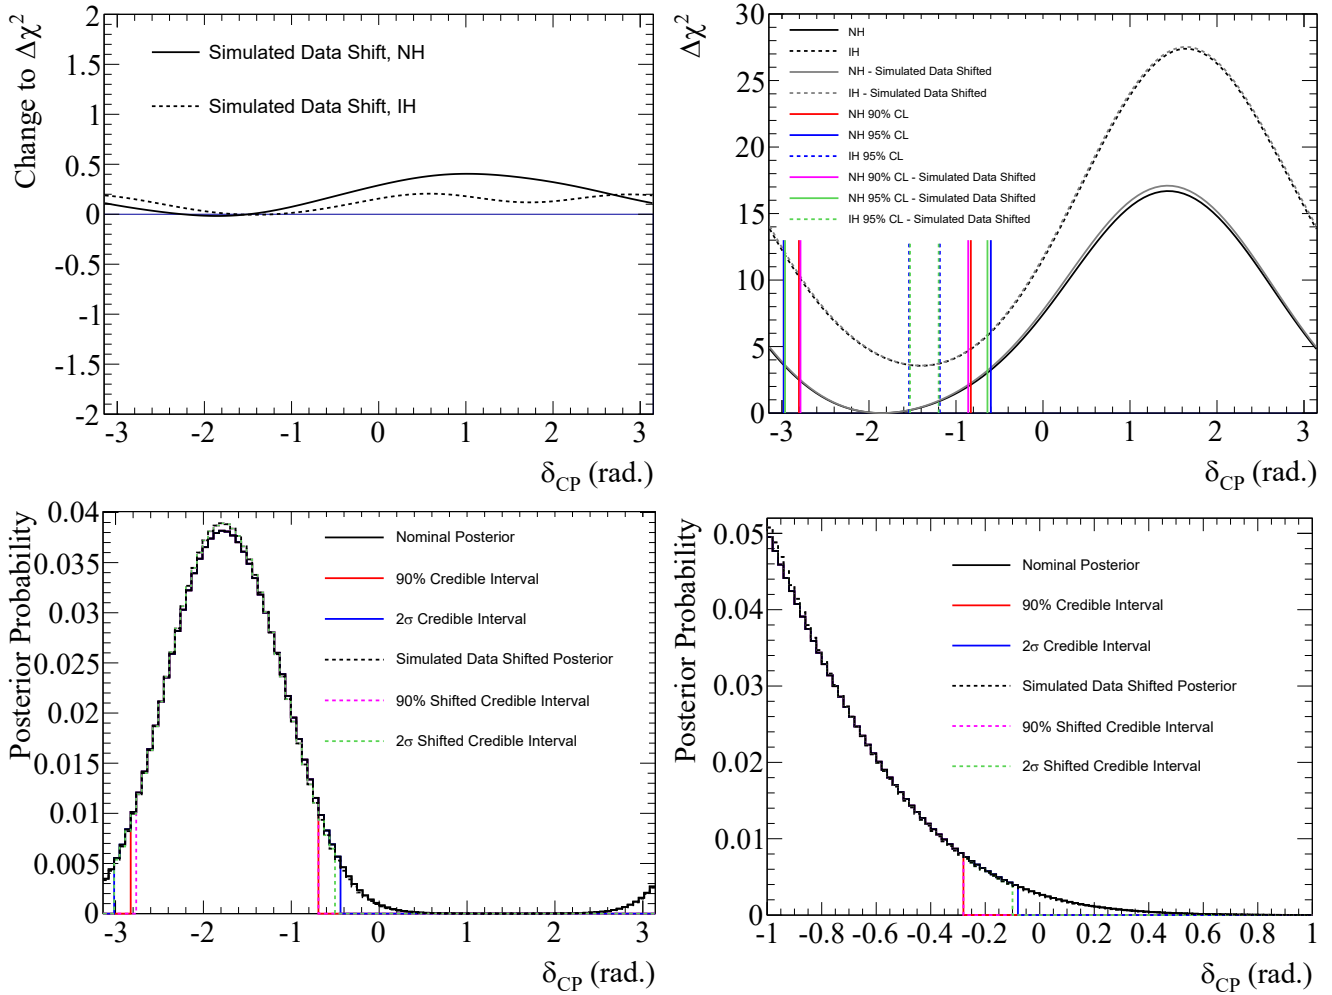 Change to Δχ²
2
1.5
1
0.5
0
-0.5
-1
-1.5
-2
Simulated Data Shift, NH
Simulated Data Shift, IH
-3 -2 -1 0 1 2 3
δCP (rad.)
Δχ²
30
25
20
15
10
5
0
NH
IH
NH - Simulated Data Shifted
IH - Simulated Data Shifted
NH 90% CL
NH 95% CL
IH 95% CL
NH 90% CL - Simulated Data Shifted
NH 95% CL - Simulated Data Shifted
IH 95% CL - Simulated Data Shifted
-3 -2 -1 0 1 2 3
δCP (rad.)
Posterior Probability
0.04
0.035
0.03
0.025
0.02
0.015
0.01
0.005
0
Nominal Posterior
90% Credible Interval
2σ Credible Interval
Simulated Data Shifted Posterior
90% Shifted Credible Interval
2σ Shifted Credible Interval
-3 -2 -1 0 1 2 3
δCP (rad.)
Posterior Probability
0.05
0.04
0.03
0.02
0.01
0
Nominal Posterior
90% Credible Interval
2σ Credible Interval
Simulated Data Shifted Posterior
90% Shifted Credible Interval
2σ Shifted Credible Interval
-1 -0.8 -0.6 -0.4 -0.2 0 0.2 0.4 0.6 0.8 1
δCP (rad.)